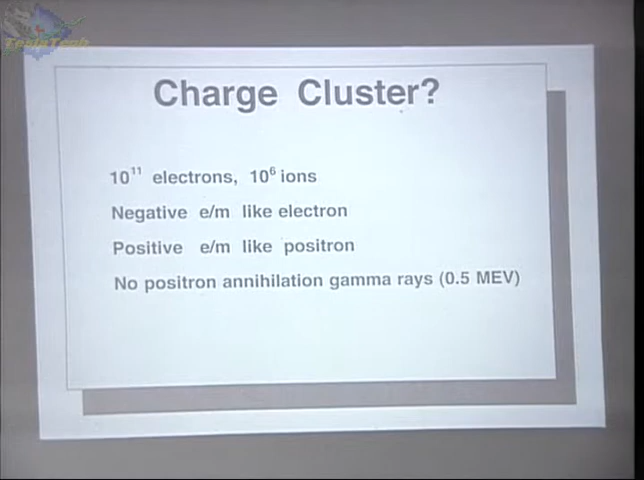 TeslaTech
Charge Cluster?
10¹¹ electrons, 10⁶ ions
Negative e/m like electron
Positive e/m like positron
No positron annihilation gamma rays (0.5 MEV)